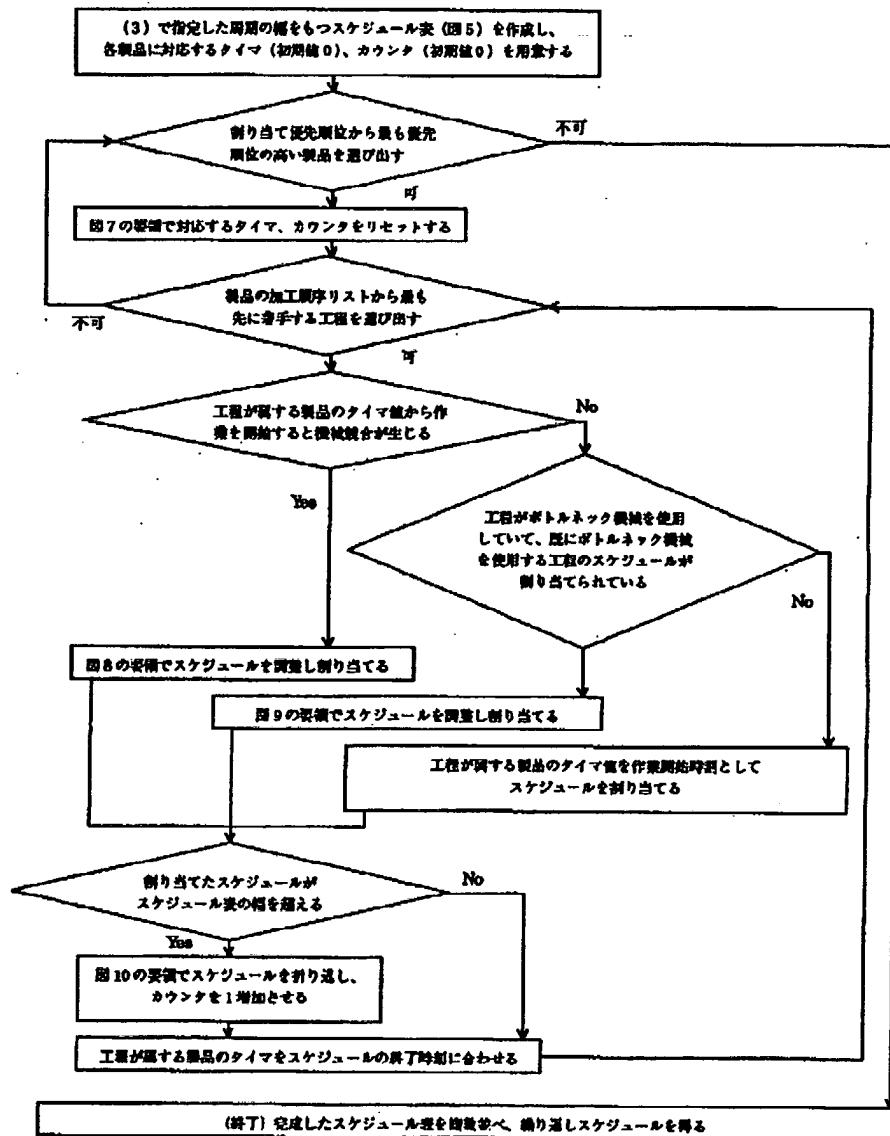 (3)で指定した周期の幅をもつスケジュール表(図5)を作成し、
各製品に対応するタイマ(初期値0)、カウンタ(初期値0)を用意する
割り当て優先順位から最も優先
順位の高い製品を選び出す
不可
可
図7の要領で対応するタイマ、カウンタをリセットする
製品の加工順序リストから最も
先に着手する工程を選び出す
不可
可
工程が属する製品のタイマ値から作
業を開始すると機械競合が生じる
No
Yes
工程がボトルネック機械を使用
していて、既にボトルネック機械
を使用する工程のスケジュールが
割り当てられている
No
図8の要領でスケジュールを調整し割り当てる
図9の要領でスケジュールを調整し割り当てる
工程が属する製品のタイマ値を作業開始時刻として
スケジュールを割り当てる
割り当てたスケジュールが
スケジュール表の幅を超える
No
Yes
図10の要領でスケジュールを折り返し、
カウンタを1増加させる
工程が属する製品のタイマをスケジュールの終了時刻に合わせる
(終了)完成したスケジュール表を複数並べ、繰り返しスケジュールを得る